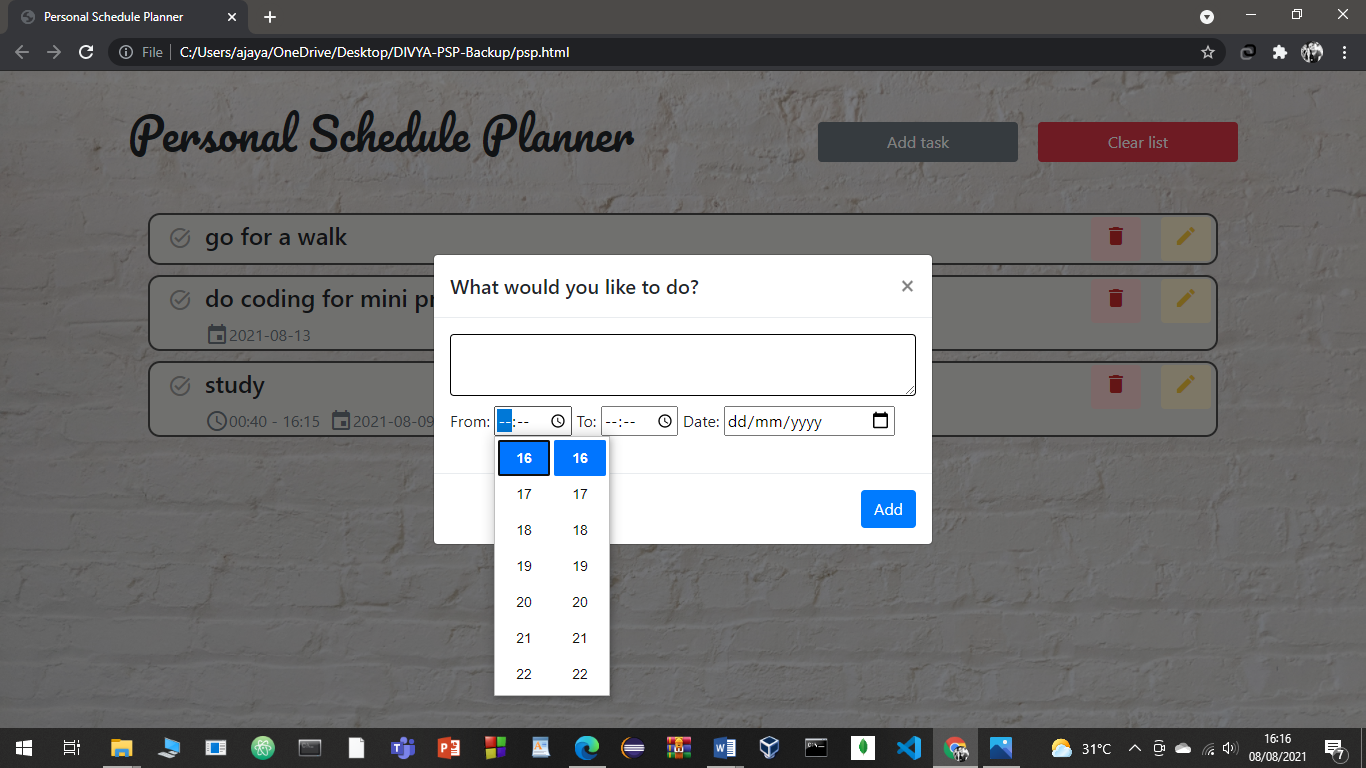 Personal Schedule Planner
File
C:/Users/ajaya/OneDrive/Desktop/DIVYA-PSP-Backup/psp.html
Personal Schedule Planner
Add task
Clear list
go for a walk
What would you like to do?
do coding for mini pr
2021-08-13
study
00:40 - 16:15 2021-08-09
From: --:-- To: --:-- Date: dd/mm/yyyy
16 16
17 17
Add
18 18
19 19
20 20
21 21
22 22
31°C
16:16
08/08/2021
7